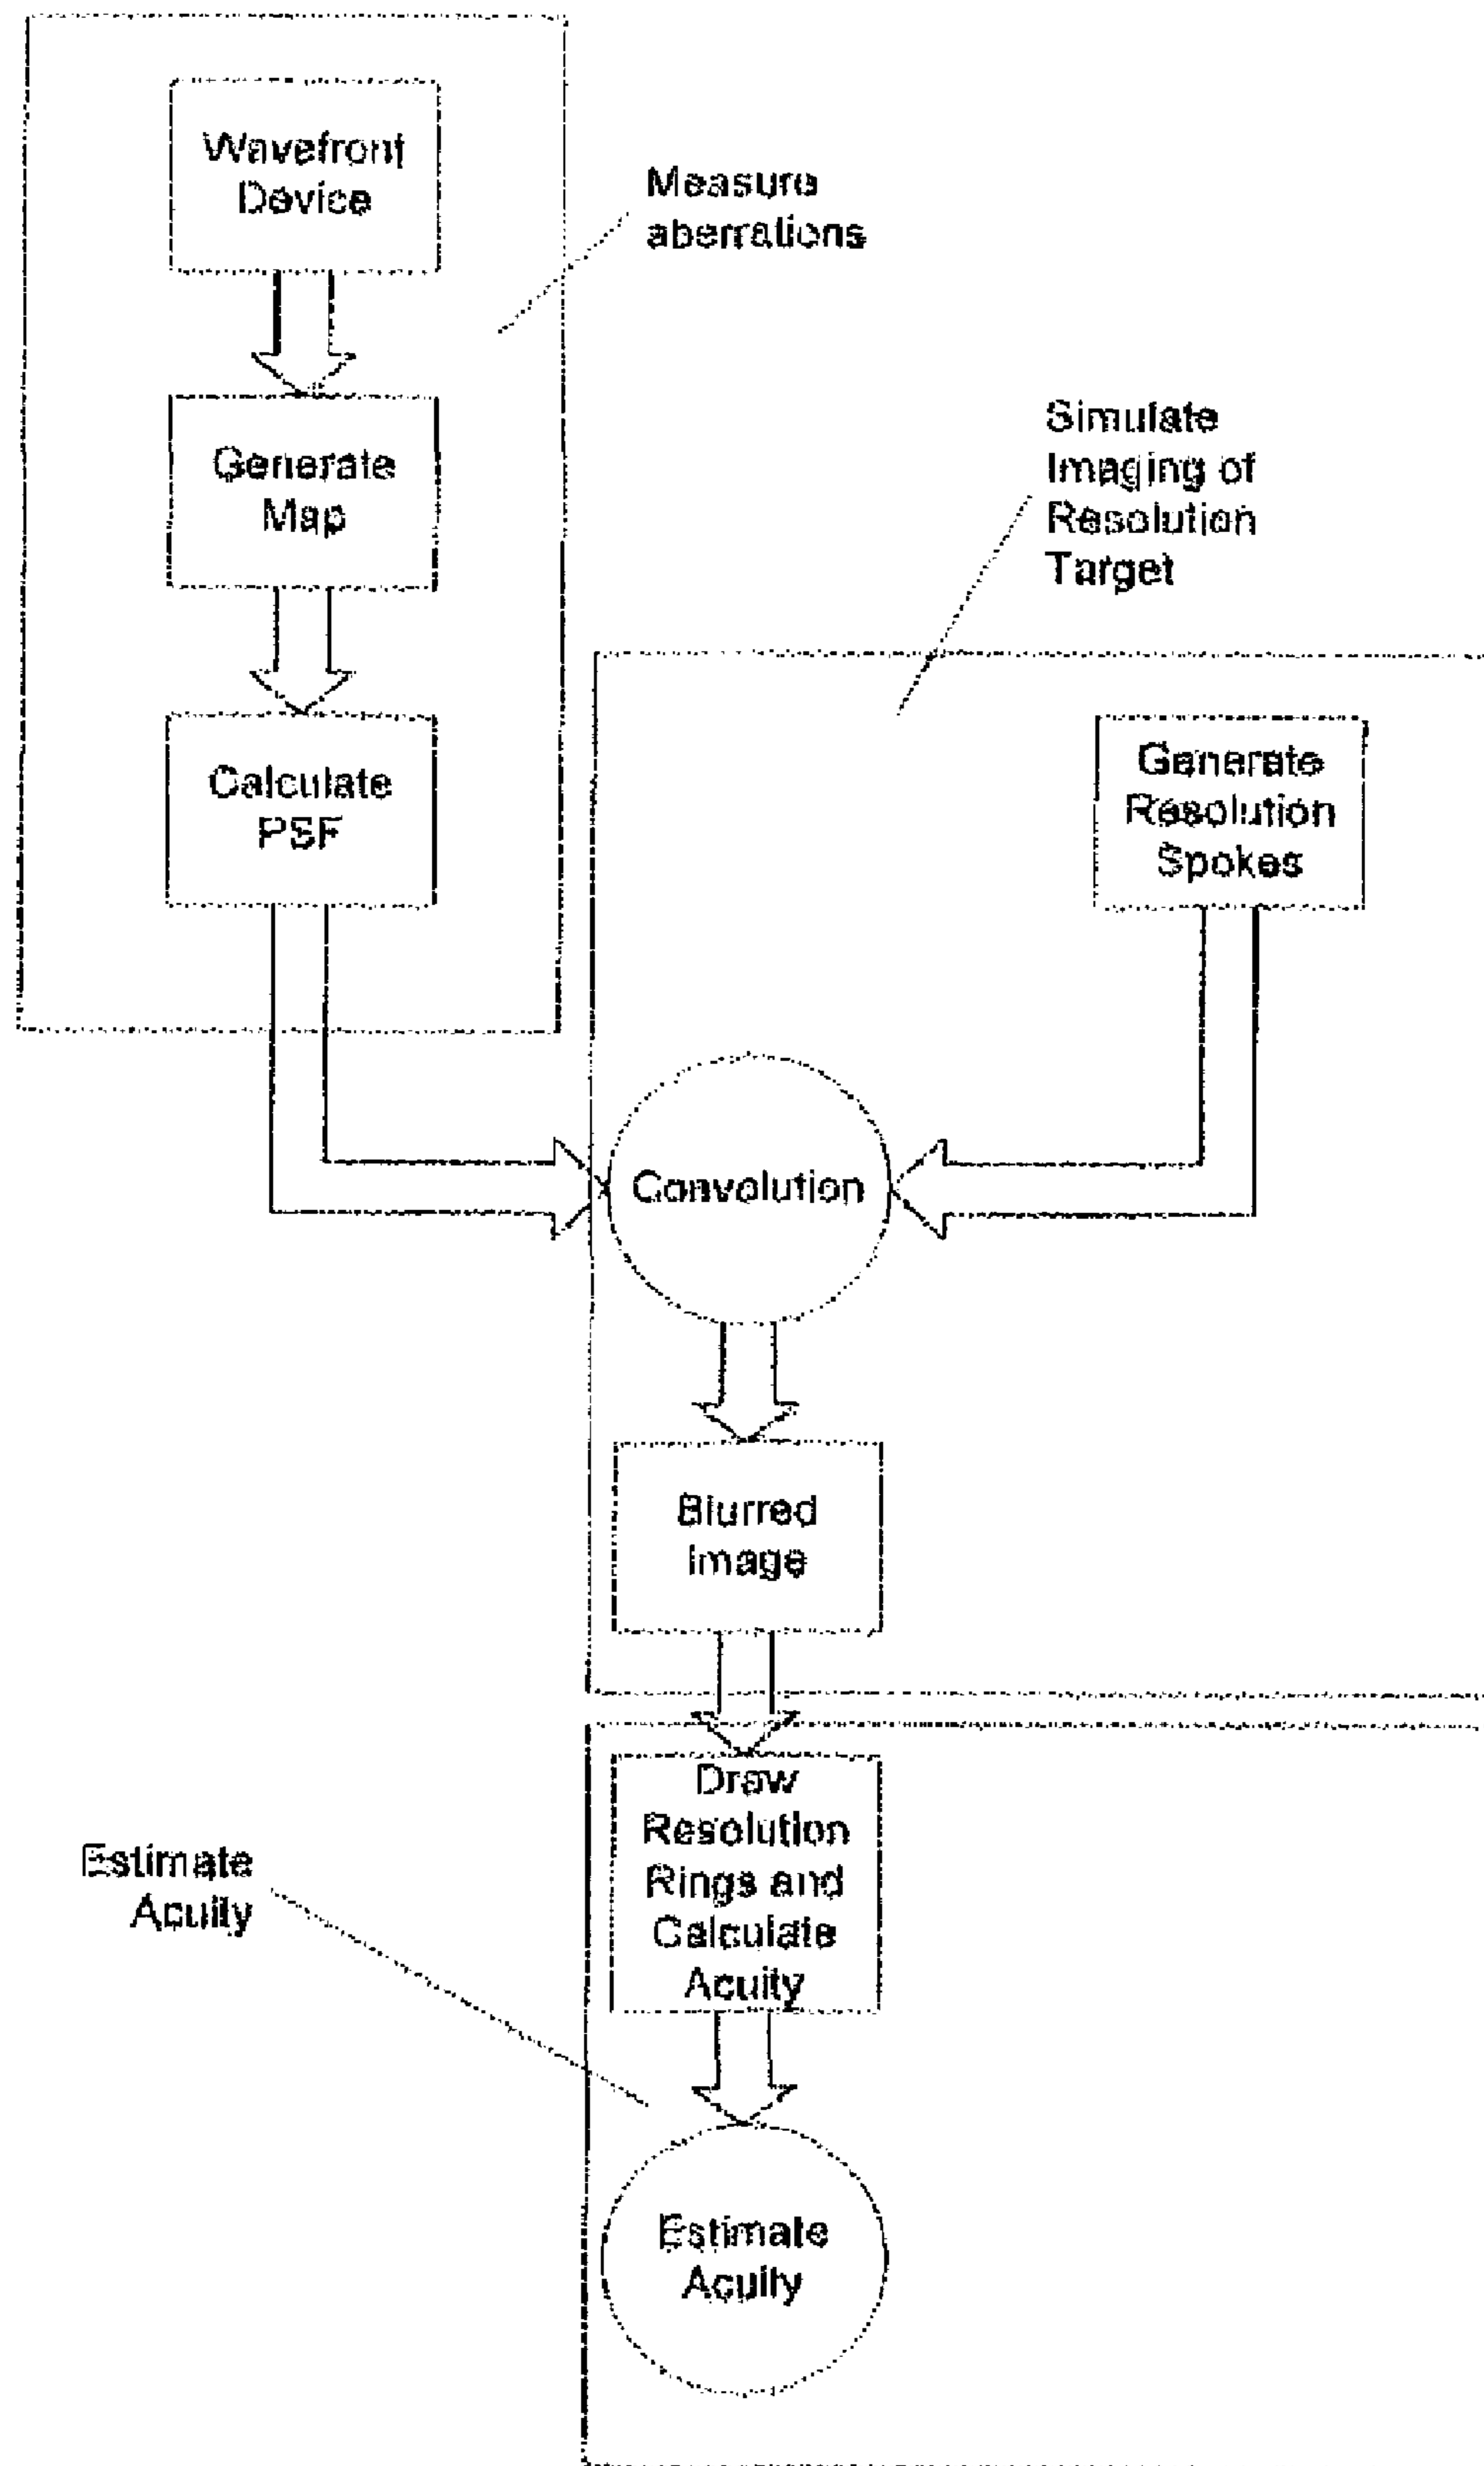 Wavefront
Device
Measure
aberrations
Generate
Map
Simulate
Imaging of
Resolution
Target
Calculate
PSF
Generate
Resolution
Spokes
Convolution
Blurred
Image
Draw
Resolution
Rings and
Calculate
Acuity
Estimate
Acuity
Estimate
Acuity